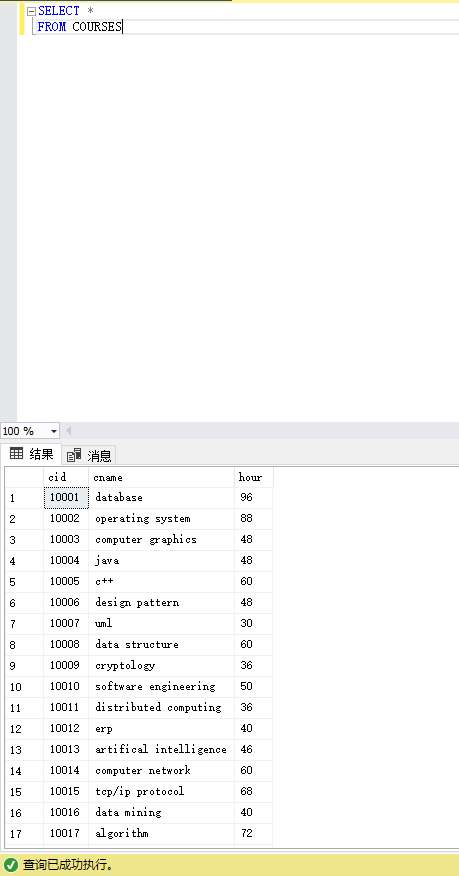 SELECT *
FROM COURSES
100 %
结果 消息
cid cname hour
1 10001 database 96
2 10002 operating system 88
3 10003 computer graphics 48
4 10004 java 48
5 10005 c++ 60
6 10006 design pattern 48
7 10007 uml 30
8 10008 data structure 60
9 10009 cryptology 36
10 10010 software engineering 50
11 10011 distributed computing 36
12 10012 erp 40
13 10013 artifical intelligence 46
14 10014 computer network 60
15 10015 tcp/ip protocol 68
16 10016 data mining 40
17 10017 algorithm 72
查询已成功执行。